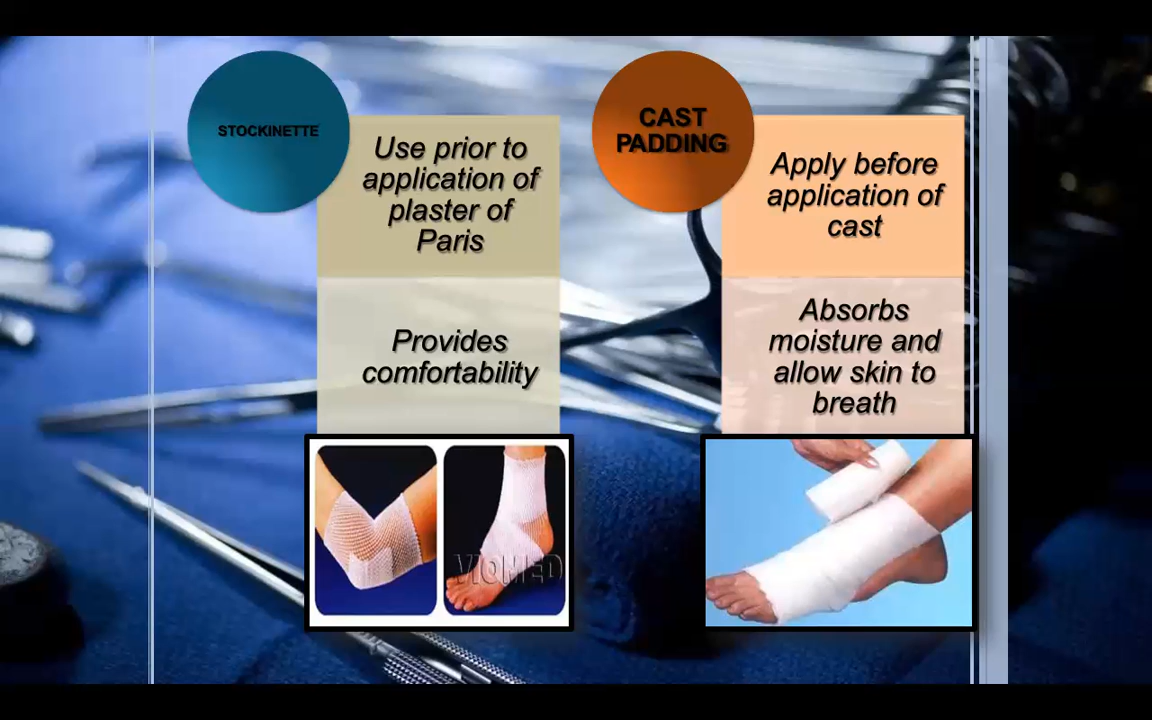 STOCKINETTE
Use prior to
application of
plaster of
Paris
Provides
comfortability
CAST
PADDING
Apply before
application of
cast
Absorbs
moisture and
allow skin to
breath
VIOMED